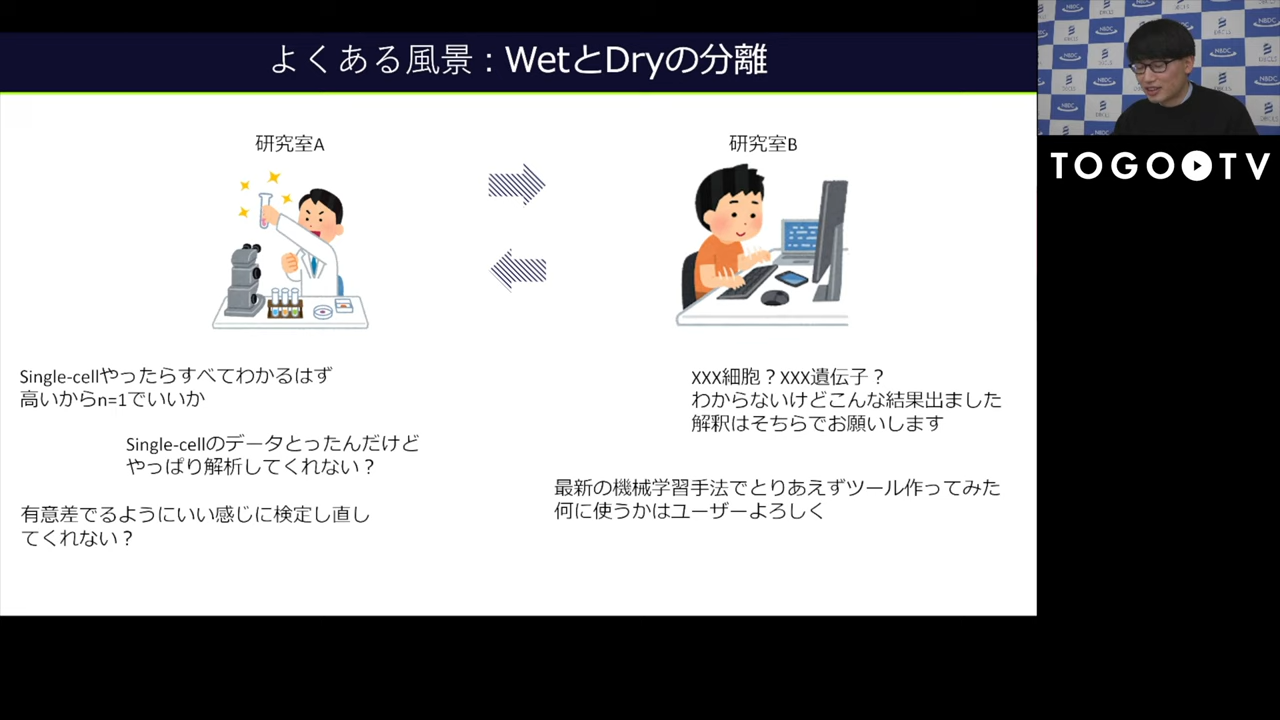 よくある風景：WetとDryの分離
研究室A
研究室B
Single-cellやったらすべてわかるはず
高いからn=1でいいか
Single-cellのデータとったんだけど
やっぱり解析してくれない？
有意差でるようにいい感じに検定し直し
てくれない？
XXX細胞？XXX遺伝子？
わからないけどこんな結果出ました
解釈はそちらでお願いします
最新の機械学習手法でとりあえずツール作ってみた
何に使うかはユーザーよろしく
NBDC
DBCLS
TOGO TV